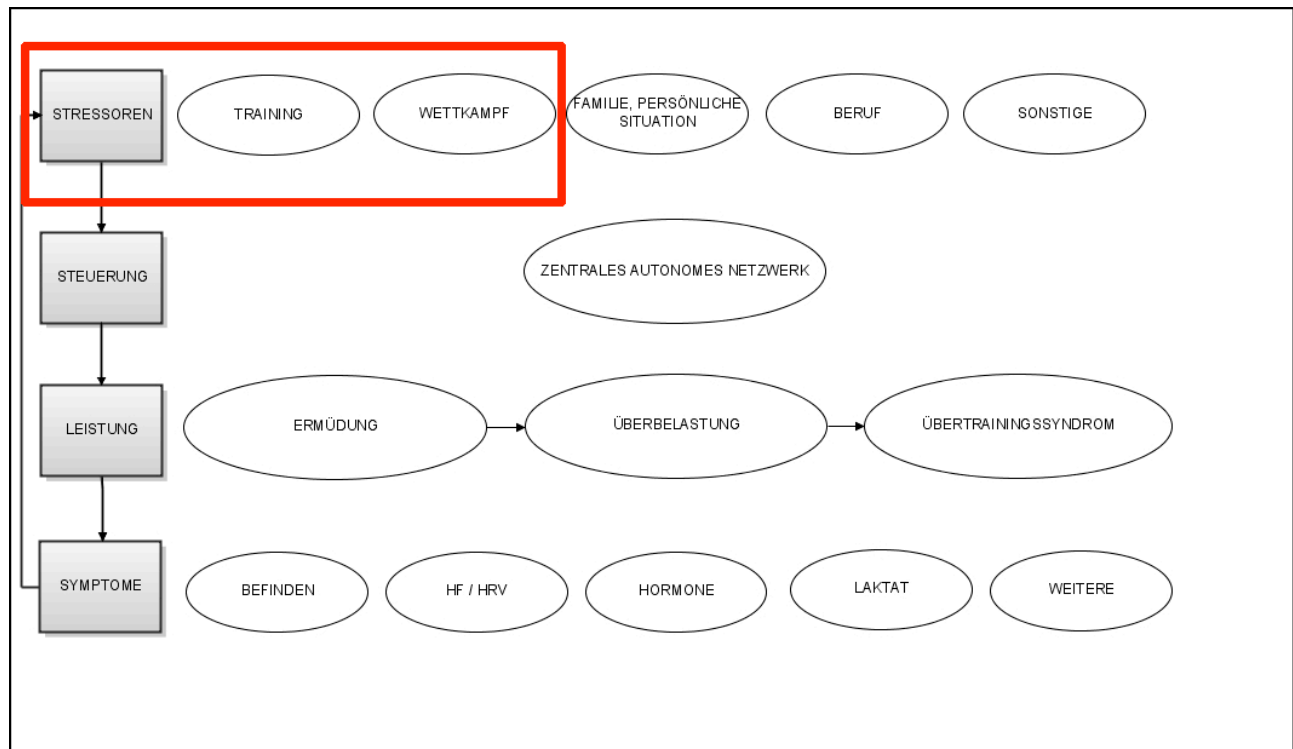 STRESSOREN
TRAINING
WETTKAMPF
FAMILIE, PERSÖNLICHE
SITUATION
BERUF
SONSTIGE
STEUERUNG
ZENTRALES AUTONOMES NETZWERK
LEISTUNG
ERMÜDUNG
ÜBERBELASTUNG
ÜBERTRAININGSSYNDROM
SYMPTOME
BEFINDEN
HF / HRV
HORMONE
LAKTAT
WEITERE